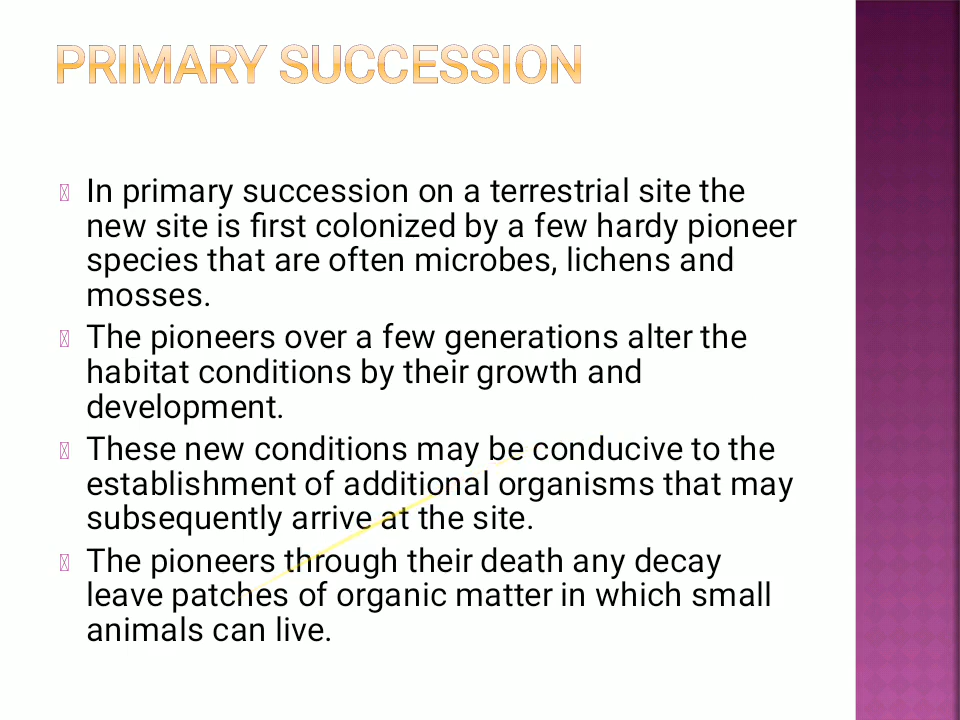 PRIMARY SUCCESSION
In primary succession on a terrestrial site the
new site is first colonized by a few hardy pioneer
species that are often microbes, lichens and
mosses.
The pioneers over a few generations alter the
habitat conditions by their growth and
development.
These new conditions may be conducive to the
establishment of additional organisms that may
subsequently arrive at the site.
The pioneers through their death any decay
leave patches of organic matter in which small
animals can live.